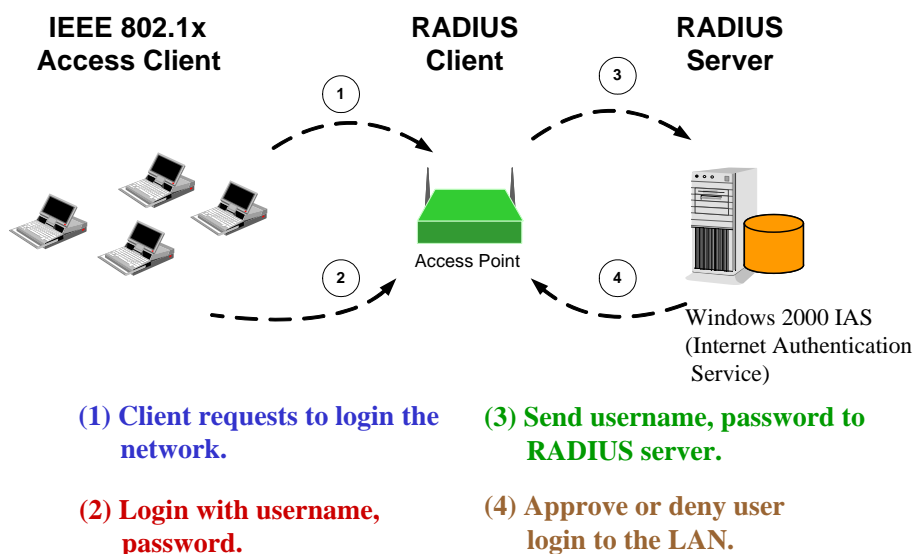 IEEE 802.1x
Access Client
RADIUS
Client
RADIUS
Server
1
3
Access Point
2
4
Windows 2000 IAS
(Internet Authentication
Service)
(1) Client requests to login the
network.
(2) Login with username,
password.
(3) Send username, password to
RADIUS server.
(4) Approve or deny user
login to the LAN.